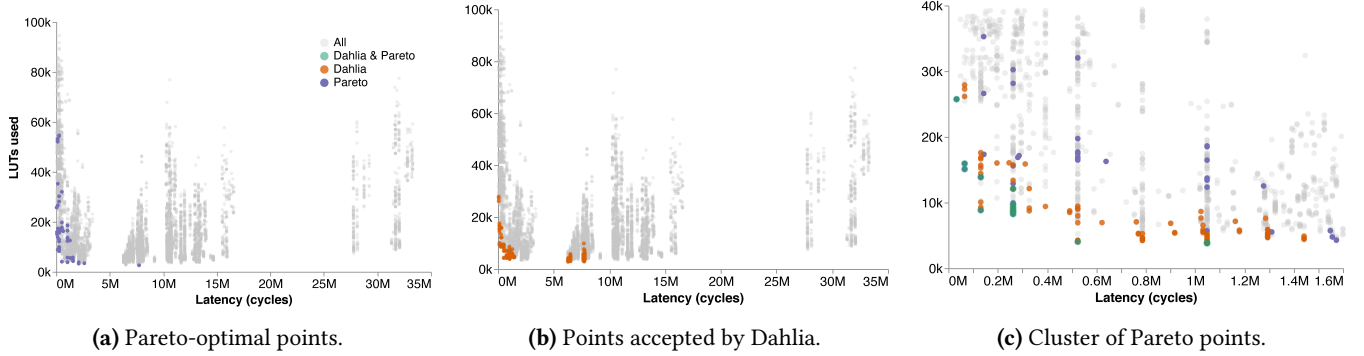 100k
80k
60k
40k
20k
0k
LUTs used
0M 5M 10M 15M 20M 25M 30M 35M
Latency (cycles)
All
Dahlia & Pareto
Dahlia
Pareto
(a) Pareto-optimal points.
100k
80k
60k
40k
20k
0k
0M 5M 10M 15M 20M 25M 30M 35M
Latency (cycles)
(b) Points accepted by Dahlia.
40k
30k
20k
10k
0k
0M 0.2M 0.4M 0.6M 0.8M 1M 1.2M 1.4M 1.6M
Latency (cycles)
(c) Cluster of Pareto points.